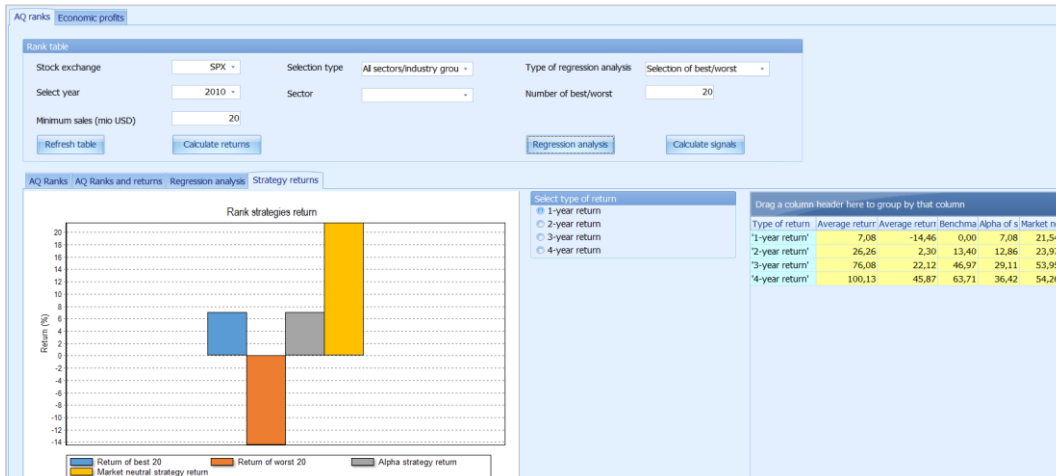 AQ ranks Economic profits
Rank table
Stock exchange SPX Selection type All sectors/industry grou Type of regression analysis Selection of best/worst
Select year 2010 Sector Number of best/worst 20
Minimum sales (mio USD) 20
Refresh table Calculate returns Regression analysis Calculate signals
AQ Ranks AQ Ranks and returns Regression analysis Strategy returns
Rank strategies return
Return (%)
20
18
16
14
12
10
8
6
4
2
0
-2
-4
-6
-8
-10
-12
-14
Return of best 20 Return of worst 20 Alpha strategy return
Market neutral strategy return
Select type of return
1-year return
2-year return
3-year return
4-year return
Drag a column header here to group by that column
Type of return Average return Average return Benchma Alpha of s Market ne
'1-year return' 7,08 -14,46 0,00 7,08 21,54
'2-year return' 26,26 2,30 13,40 12,86 23,97
'3-year return' 76,08 22,12 46,97 29,11 53,95
'4-year return' 100,13 45,87 63,71 36,42 54,26